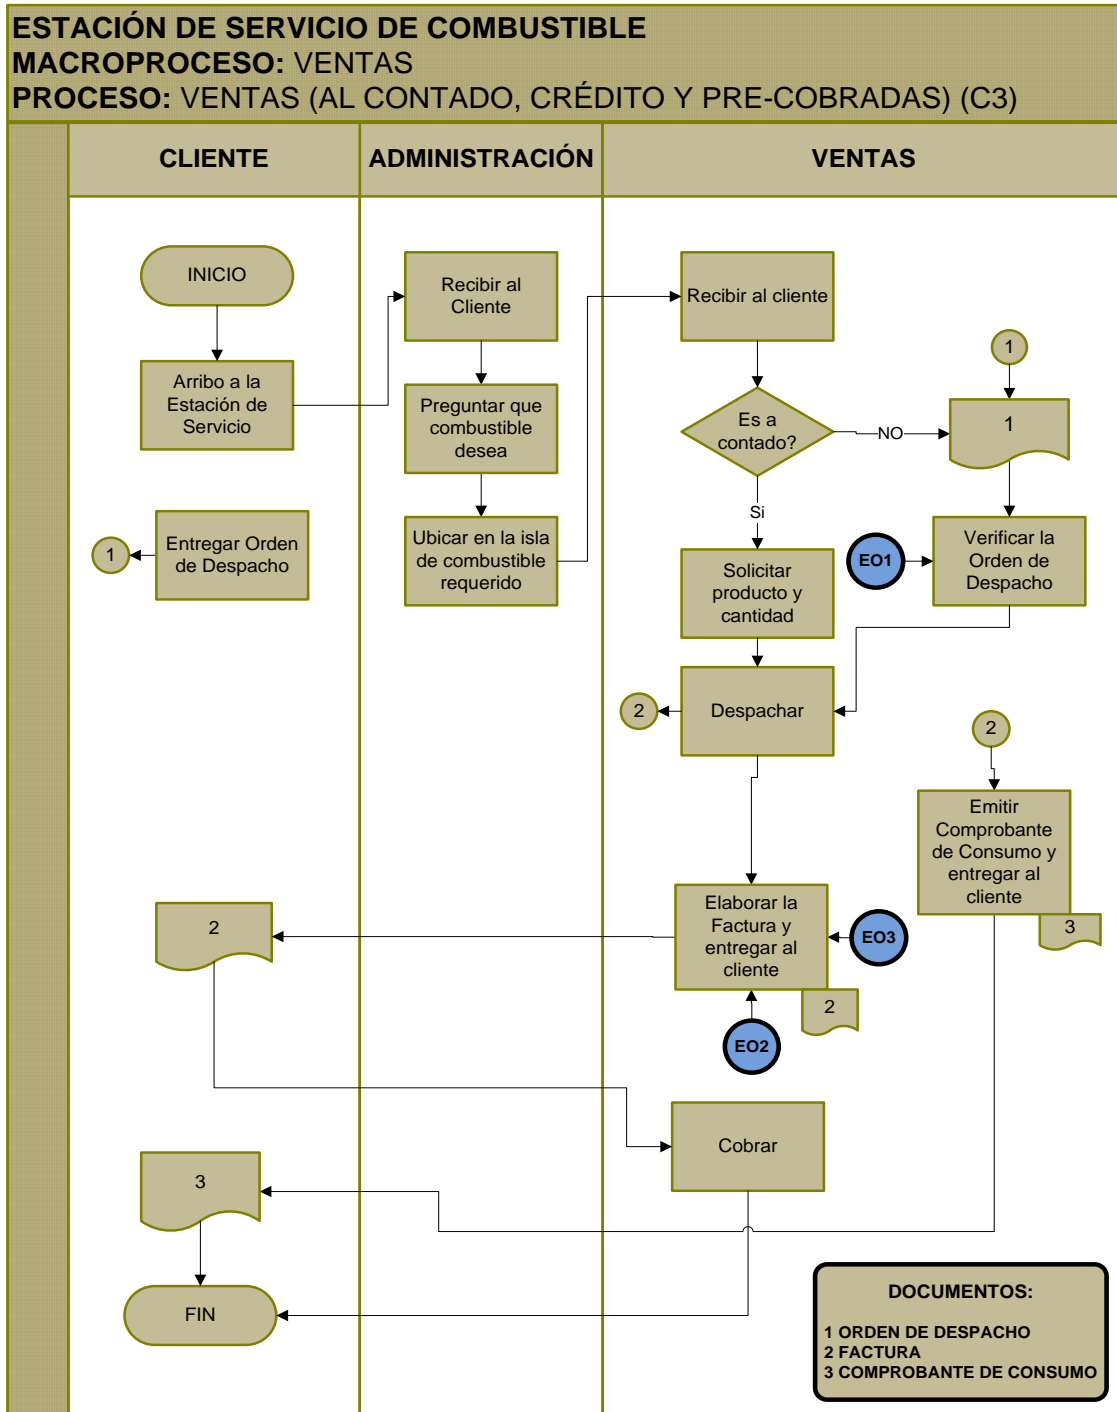 ESTACIÓN DE SERVICIO DE COMBUSTIBLE
MACROPROCESO: VENTAS
PROCESO: VENTAS (AL CONTADO, CRÉDITO Y PRE-COBRADAS) (C3)
CLIENTE
ADMINISTRACIÓN
VENTAS
INICIO
Arribo a la
Estación de
Servicio
Entregar Orden
de Despacho
1
Recibir al
Cliente
Preguntar que
combustible
desea
Ubicar en la isla
de combustible
requerido
Recibir al cliente
Es a
contado?
NO
Si
1
1
Verificar la
Orden de
Despacho
EO1
Solicitar
producto y
cantidad
Despachar
2
2
Emitir
Comprobante
de Consumo y
entregar al
cliente
3
Elaborar la
Factura y
entregar al
cliente
2
EO3
EO2
2
Cobrar
3
FIN
DOCUMENTOS:
1 ORDEN DE DESPACHO
2 FACTURA
3 COMPROBANTE DE CONSUMO